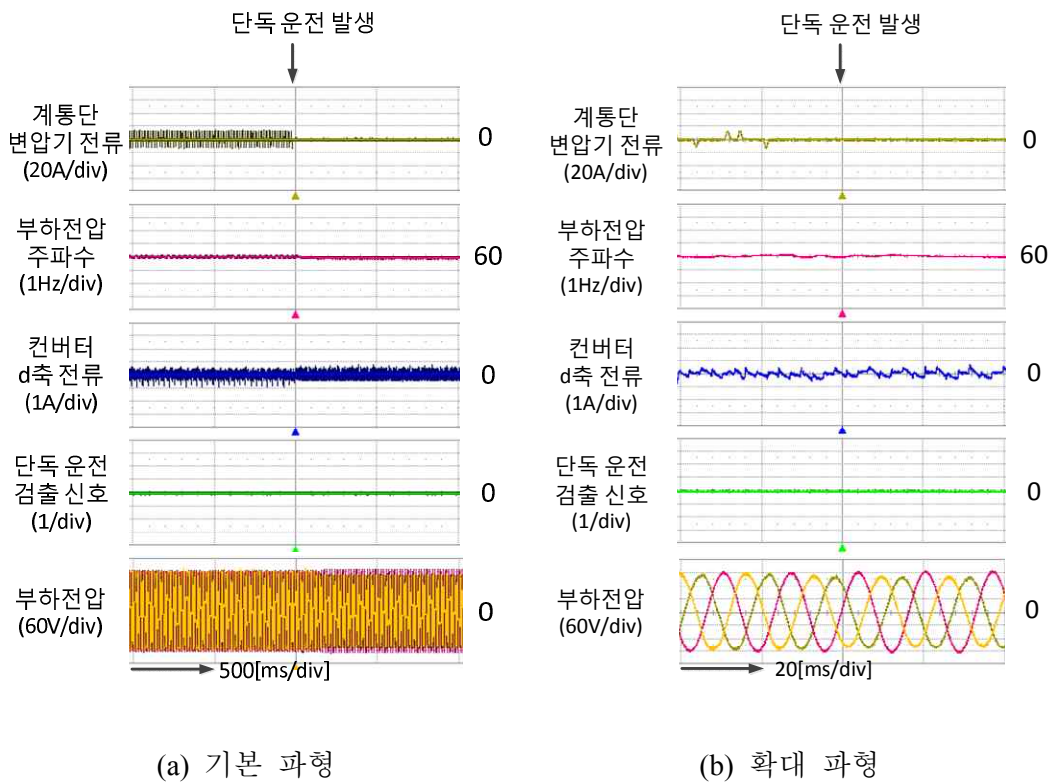 단독 운전 발생
계통단
변압기 전류
(20A/div)
0
부하전압
주파수
(1Hz/div)
60
컨버터
d축 전류
(1A/div)
0
단독 운전
검출 신호
(1/div)
0
부하전압
(60V/div)
0
500[ms/div]
(a) 기본 파형
단독 운전 발생
계통단
변압기 전류
(20A/div)
0
부하전압
주파수
(1Hz/div)
60
컨버터
d축 전류
(1A/div)
0
단독 운전
검출 신호
(1/div)
0
부하전압
(60V/div)
0
20[ms/div]
(b) 확대 파형